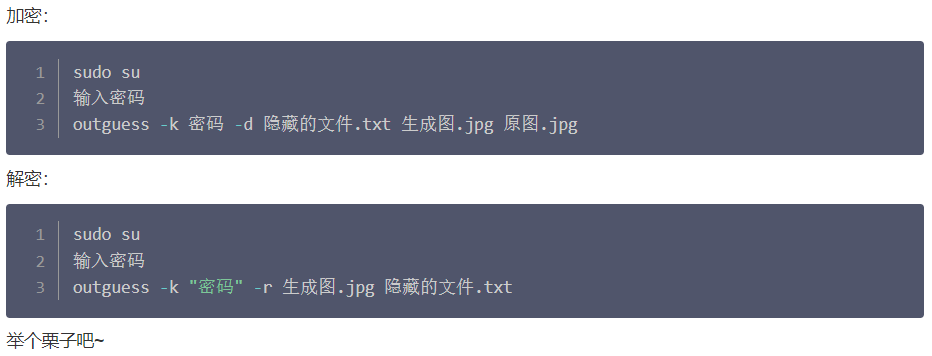 加密：
1 sudo su
2 输入密码
3 outguess -k 密码 -d 隐藏的文件.txt 生成图.jpg 原图.jpg
解密：
1 sudo su
2 输入密码
3 outguess -k "密码" -r 生成图.jpg 隐藏的文件.txt
举个栗子吧~